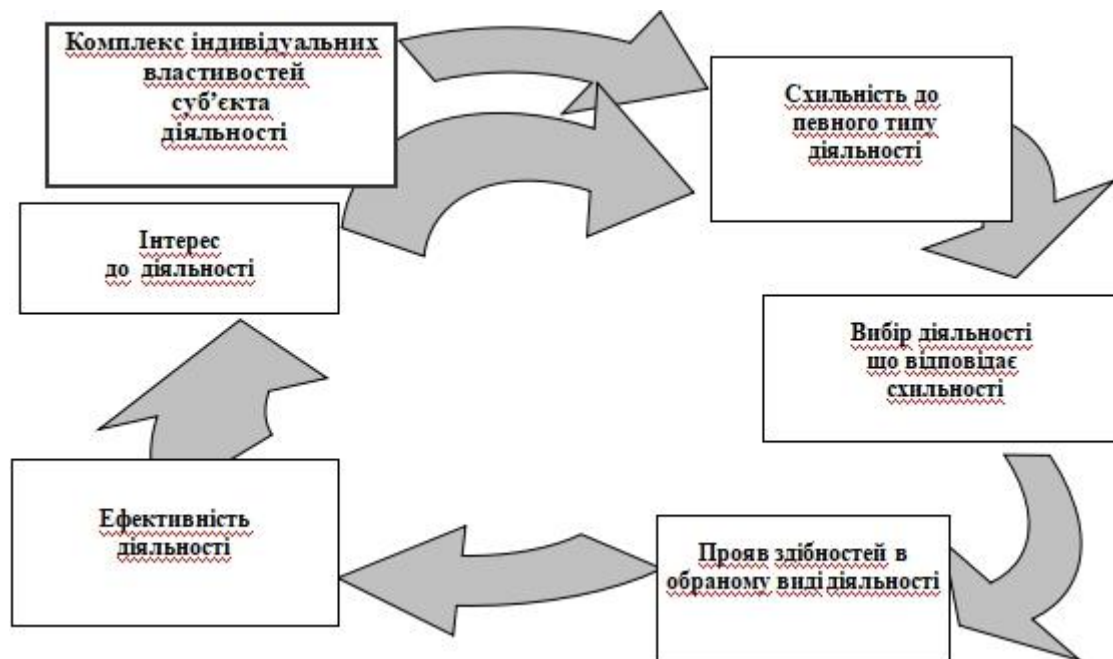 Комплекс індивідуальних
властивостей
суб’єкта
діяльності
Схильність до
певного типу
діяльності
Інтерес
до діяльності
Вибір діяльності
що відповідає
схильності
Ефективність
діяльності
Прояв здібностей в
обраному виді діяльності